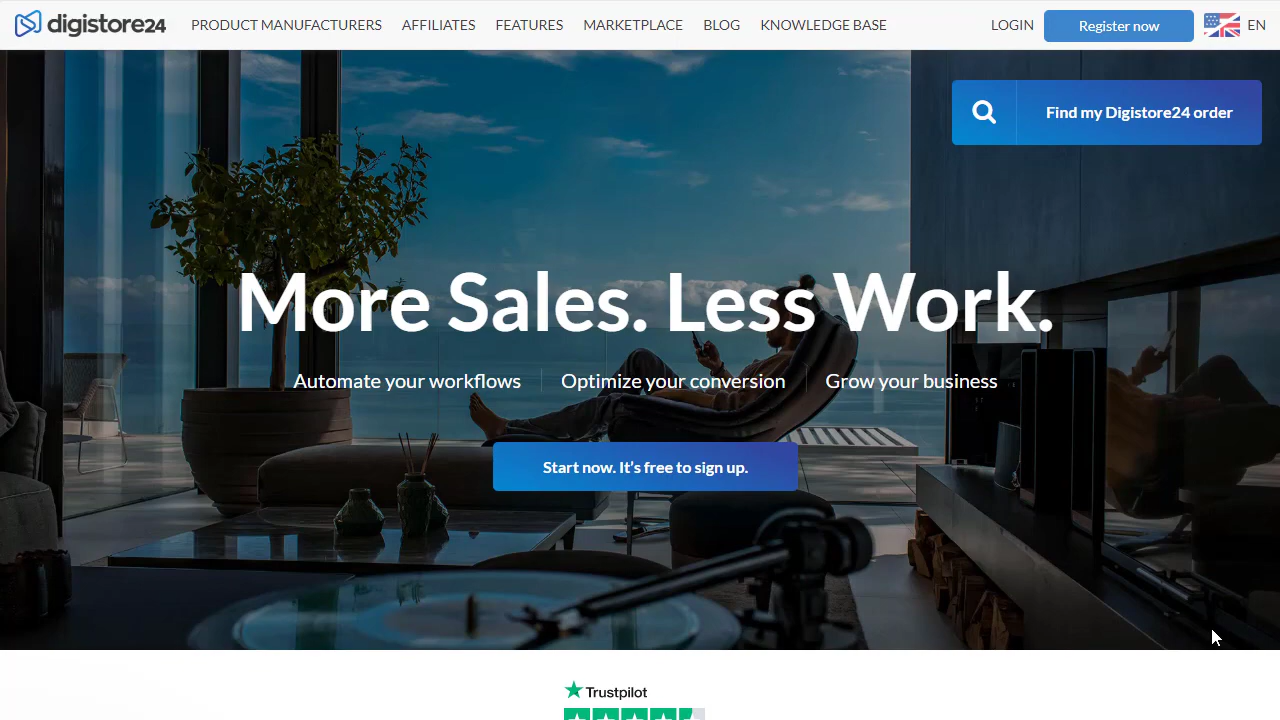 digistore24 PRODUCT MANUFACTURERS AFFILIATES FEATURES MARKETPLACE BLOG KNOWLEDGE BASE LOGIN Register now EN
Find my Digistore24 order
More Sales. Less Work.
Automate your workflows Optimize your conversion Grow your business
Start now. It's free to sign up.
Trustpilot